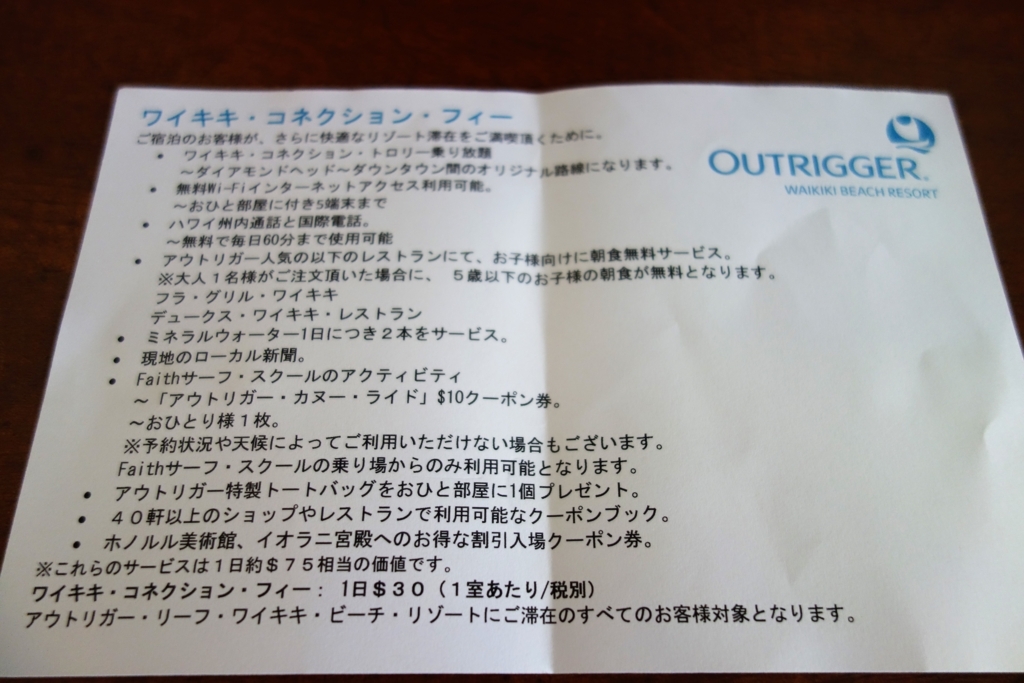 ワイキキ・コネクション・フィー
ご宿泊のお客様が、さらに快適なリゾート滞在をご満喫頂くために。
• ワイキキ・コネクション・トロリー乗り放題
～ダイアモンドヘッド～ダウンタウン間のオリジナル路線になります。
OUTRIGGER.
WAIKIKI BEACH RESORT
• 無料Wi-Fiインターネットアクセス利用可能。
～おひと部屋に付き5端末まで
• ハワイ州内通話と国際電話。
～無料で毎日60分まで使用可能
• アウトリガー人気の以下のレストランにて、お子様向けに朝食無料サービス。
※大人１名様がご注文頂いた場合に、 ５歳以下のお子様の朝食が無料となります。
フラ・グリル・ワイキキ
デュークス・ワイキキ・レストラン
• ミネラルウォーター1日につき２本をサービス。
• 現地のローカル新聞。
• Faithサーフ・スクールのアクティビティ
～「アウトリガー・カヌー・ライド」$10クーポン券。
～おひとり様１枚。
※予約状況や天候によってご利用いただけない場合もございます。
Faithサーフ・スクールの乗り場からのみ利用可能となります。
• アウトリガー特製トートバッグをおひと部屋に1個プレゼント。
• ４０軒以上のショップやレストランで利用可能なクーポンブック。
• ホノルル美術館、イオラニ宮殿へのお得な割引入場クーポン券。
※これらのサービスは１日約＄７５相当の価値です。
ワイキキ・コネクション・フィー： 1日＄３０（１室あたり/税別）
アウトリガー・リーフ・ワイキキ・ビーチ・リゾートにご滞在のすべてのお客様対象となります。